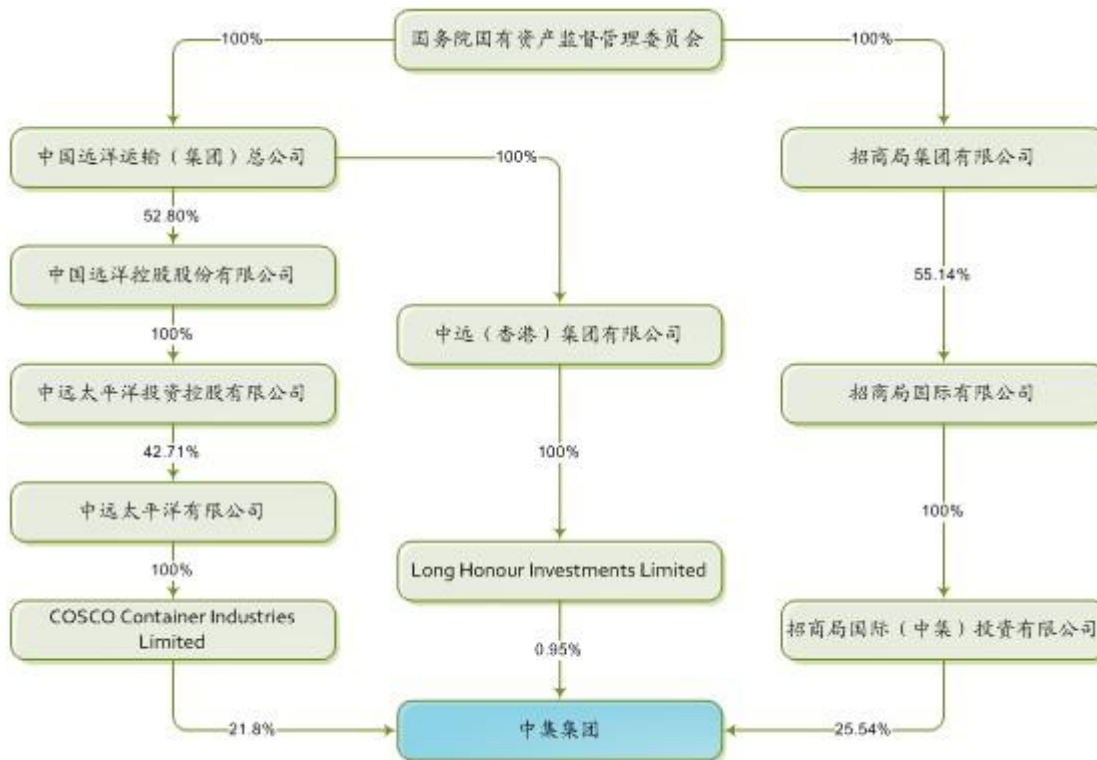 100%
国务院国有资产监督管理委员会
100%
中国远洋运输（集团）总公司
100%
招商局集团有限公司
52.80%
中国远洋控股股份有限公司
55.14%
100%
中远（香港）集团有限公司
中远太平洋投资控股有限公司
招商局国际有限公司
42.71%
100%
中远太平洋有限公司
100%
100%
Long Honour Investments Limited
COSCO Container Industries
Limited
招商局国际（中集）投资有限公司
0.95%
21.8%
中集集团
25.54%